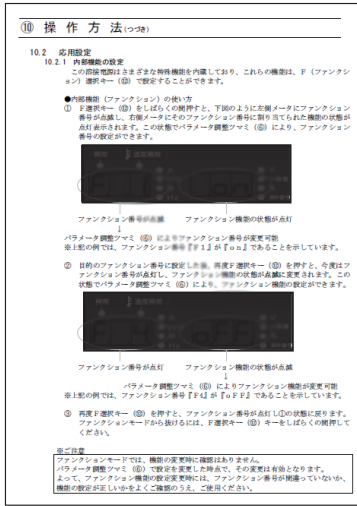 ⑩ 操作方法(つづき)
10.2 応用設定
10.2.1 内部機能の設定
この溶接電源はさまざまな特殊機能を内蔵しており、これらの機能は、F(ファンクシ
ョン)選択キー(⑬)で設定することができます。
●内部機能(ファンクション)の使い方
① F選択キー(⑬)をしばらくの間押すと、下図のように左側メータにファンクション
番号が点滅し、右側メータにそのファンクション番号に割り当てられた機能の状態が
点灯表示されます。この状態でパラメータ調整ツマミ(⑥)により、ファンクション
番号の設定ができます。
F 1 on
ファンクション番号が点滅 ファンクション機能の状態が点灯
↓
パラメータ調整ツマミ(⑥)によりファンクション番号が変更可能
※上記の例では、ファンクション番号『F1』が『on』であることを示しています。
② 目的のファンクション番号に設定した後、再度F選択キー(⑬)を押すと、今度はフ
ァンクション番号が点灯し、ファンクション機能の状態が点滅に変更されます。この
状態でパラメータ調整ツマミ(⑥)により、ファンクション機能の設定ができます。
F 4 oFF
ファンクション番号が点灯 ファンクション機能の状態が点滅
↓
パラメータ調整ツマミ(⑥)によりファンクション機能が変更可能
※上記の例では、ファンクション番号『F4』が『oFF』であることを示しています。
③ 再度F選択キー(⑬)を押すと、ファンクション番号が点灯し①の状態に戻ります。
ファンクションモードから抜けるには、F選択キー(⑬)キーをしばらくの間押して
ください。
※ご注意
ファンクションモードでは、機能の変更時に確認はありません。
パラメータ調整ツマミ(⑥)で設定を変更した時点で、その変更は有効となります。
よって、ファンクション機能の設定変更時には、ファンクション番号が間違っていないか、
機能の設定が正しいかをよくご確認のうえ、ご使用ください。